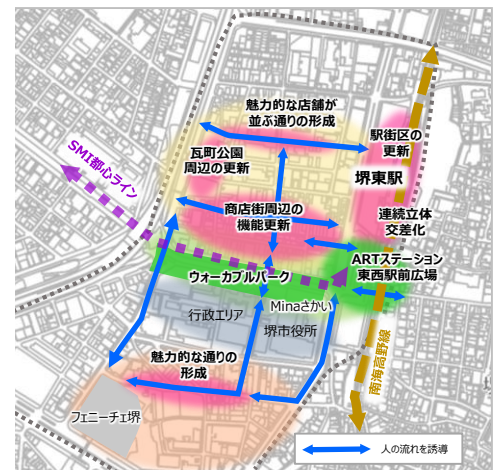 魅力的な店舗が
並ぶ通りの形成
駅街区の
更新
瓦町公園
周辺の更新
堺東駅
SMI都心ライン
商店街周辺の
機能更新
連続立体
交差化
ARTステーション
東西駅前広場
ウォーカブルパーク
Minaさかい
行政エリア
堺市役所
南海高野線
魅力的な通りの
形成
フェニーチェ堺
人の流れを誘導